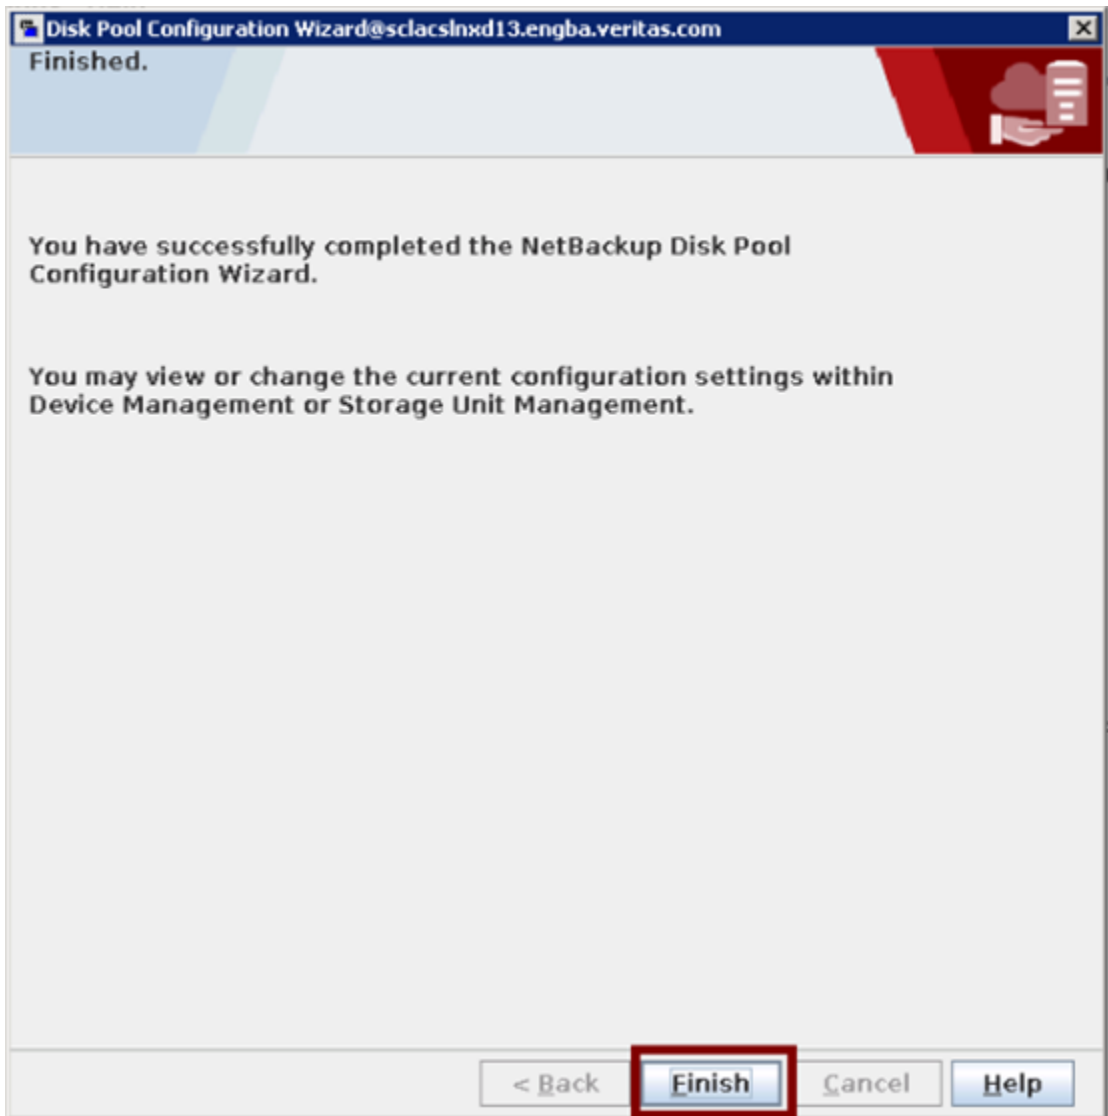 Disk Pool Configuration Wizard@sclacslnxd13.engba.veritas.com
Finished.
You have successfully completed the NetBackup Disk Pool
Configuration Wizard.
You may view or change the current configuration settings within
Device Management or Storage Unit Management.
< Back Finish Cancel Help